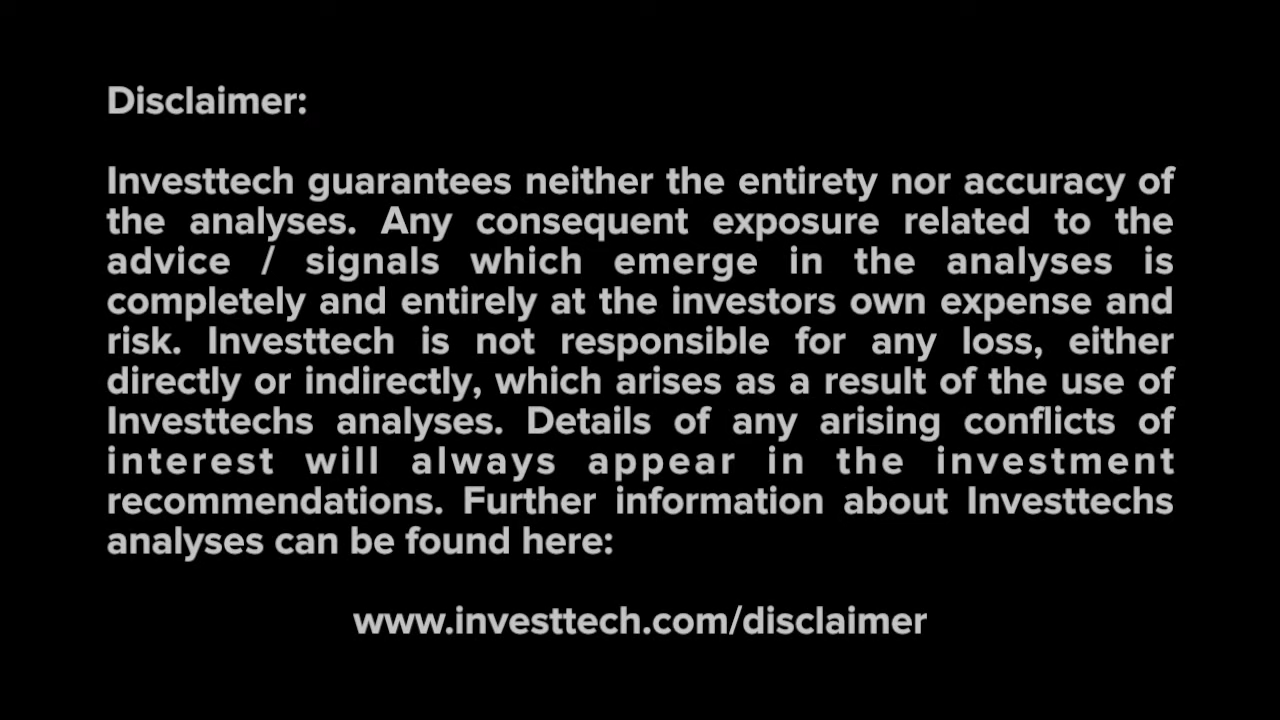 Disclaimer:
Investtech guarantees neither the entirety nor accuracy of
the analyses. Any consequent exposure related to the
advice / signals which emerge in the analyses is
completely and entirely at the investors own expense and
risk. Investtech is not responsible for any loss, either
directly or indirectly, which arises as a result of the use of
Investtechs analyses. Details of any arising conflicts of
interest will always appear in the investment
recommendations. Further information about Investtechs
analyses can be found here:
www.investtech.com/disclaimer